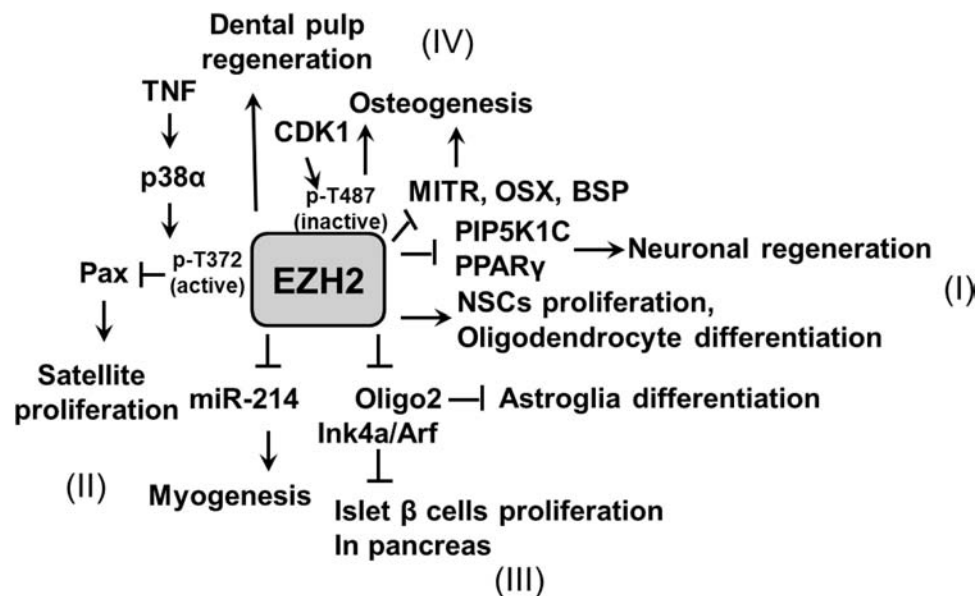 Dental pulp
regeneration
(IV)
TNF
Osteogenesis
CDK1
p38α
p-T487
(inactive)
MITR, OSX, BSP
PIP5K1C
PPARγ
Neuronal regeneration
(I)
Pax
p-T372
(active)
EZH2
NSCs proliferation,
Oligodendrocyte differentiation
Satellite
proliferation
miR-214
Oligo2
Astroglia differentiation
Ink4a/Arf
(II)
Myogenesis
Islet β cells proliferation
In pancreas
(III)